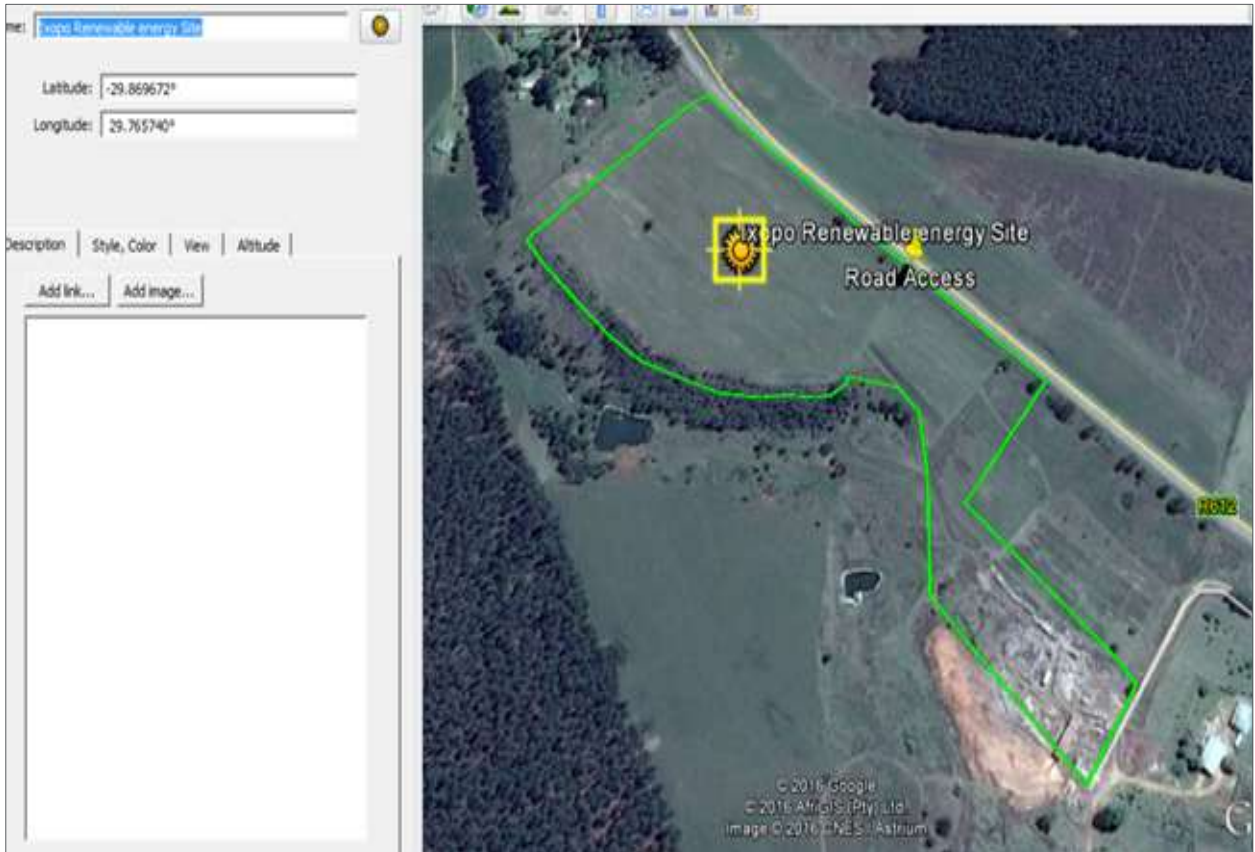 me: Ixopo Renewable energy Site
Latitude: -29.869672°
Longitude: 29.765740°
Description Style, Color View Altitude
Add link... Add image...
Ixopo Renewable energy Site
Road Access
R612
© 2016 Google
© 2016 AfriGIS (Pty) Ltd.
Image © 2016 CNES / Astrium
G